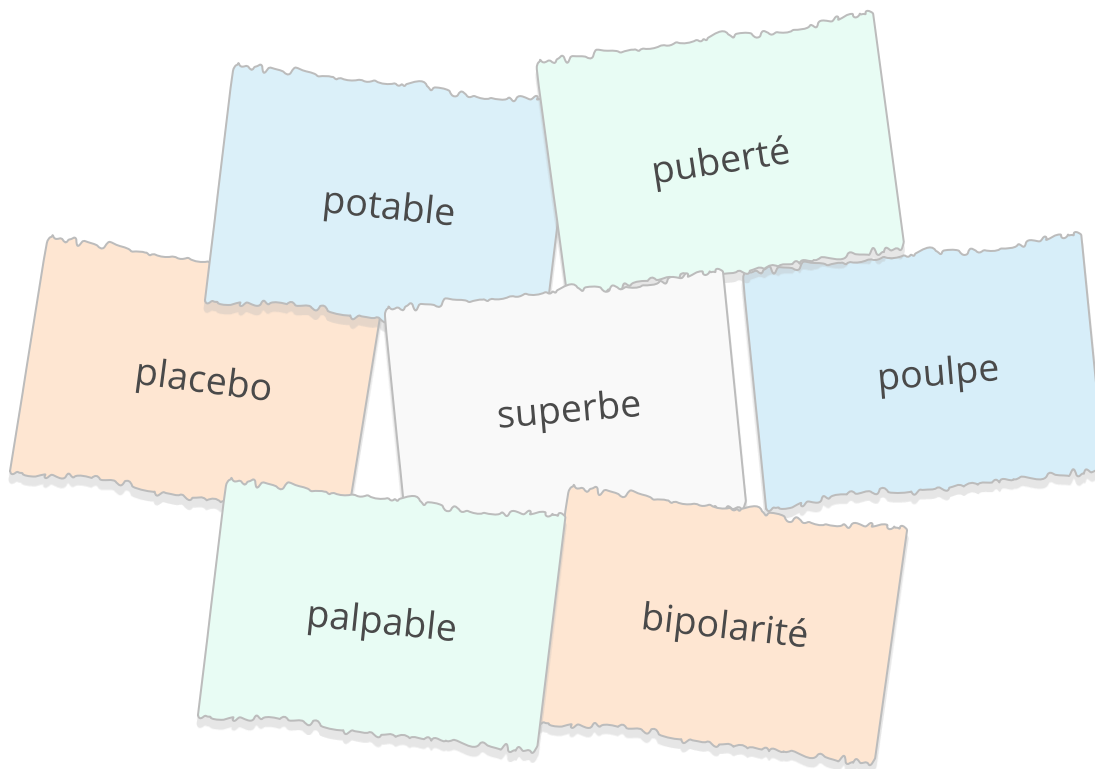 potable
puberté
placebo
superbe
poulpe
palpable
bipolarité